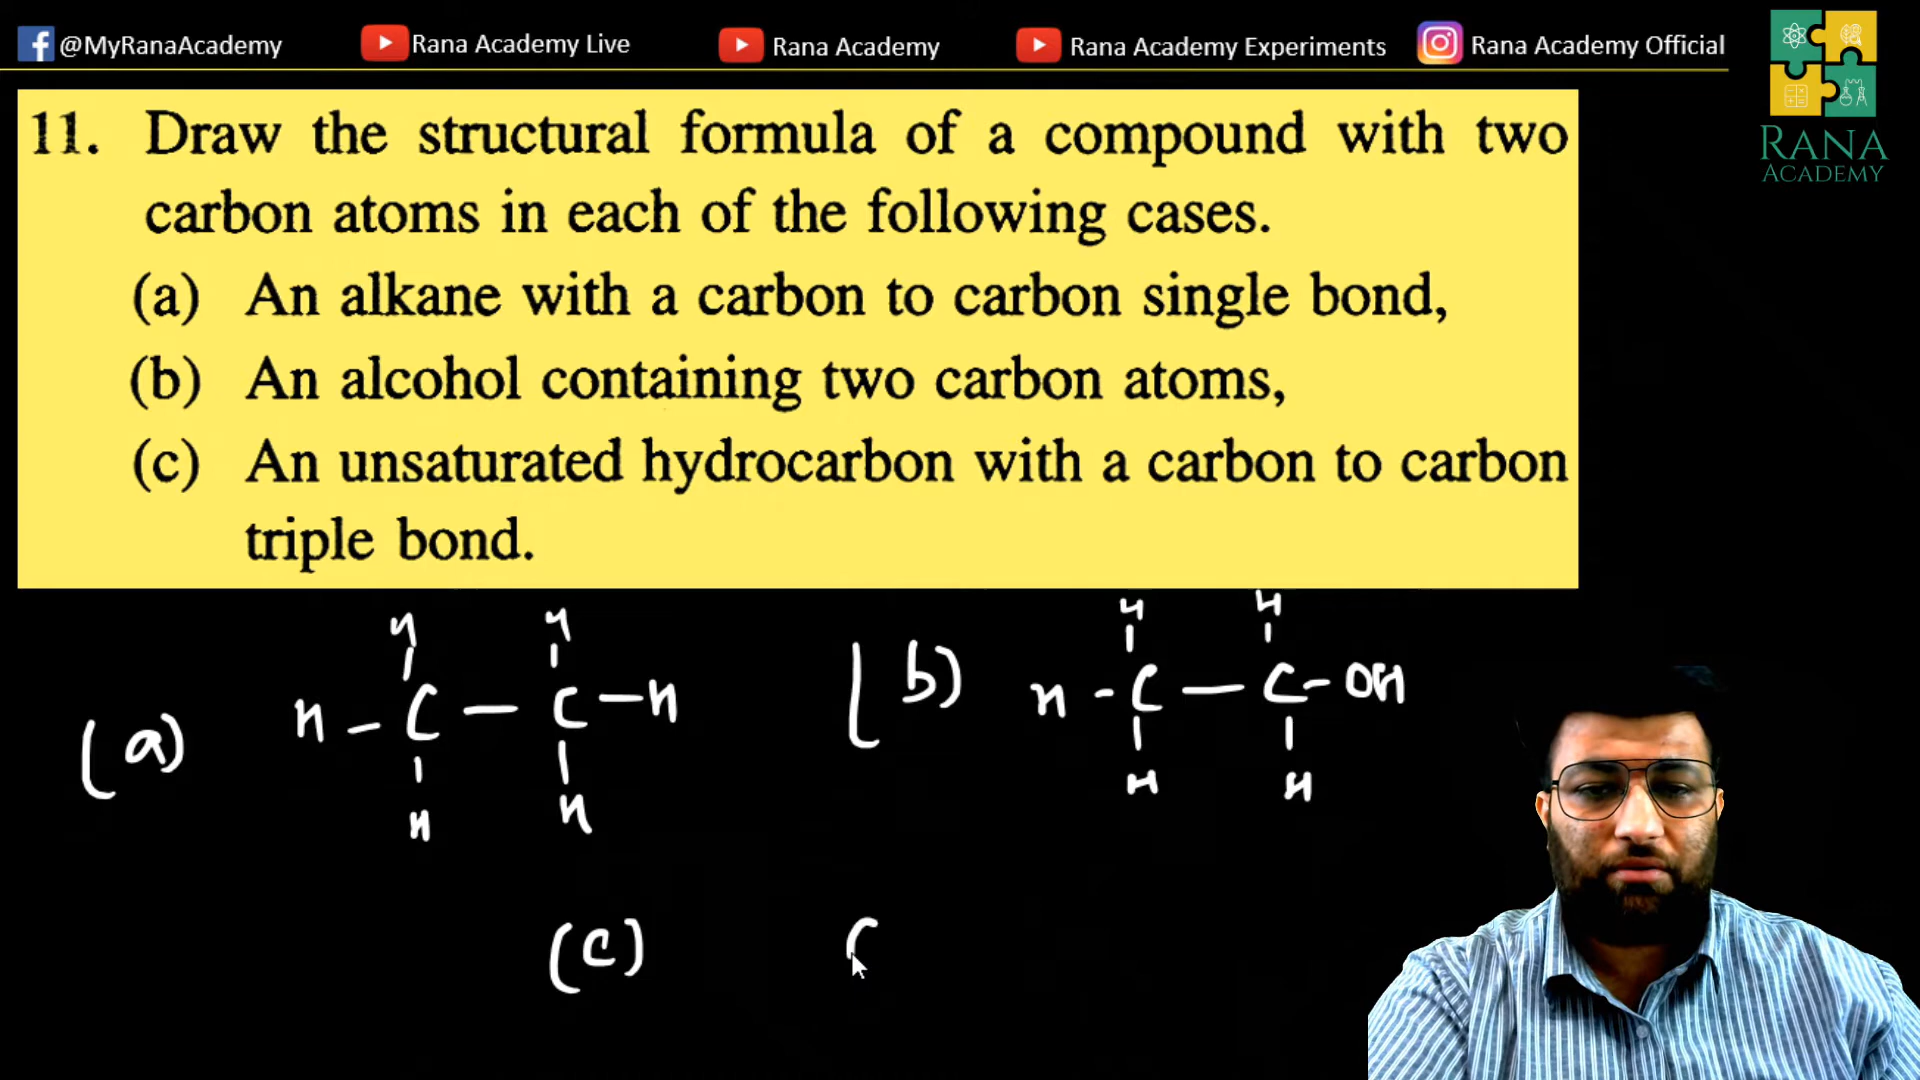 @MyRanaAcademy Rana Academy Live Rana Academy Rana Academy Experiments Rana Academy Official
RANA
ACADEMY
11. Draw the structural formula of a compound with two
carbon atoms in each of the following cases.
(a) An alkane with a carbon to carbon single bond,
(b) An alcohol containing two carbon atoms,
(c) An unsaturated hydrocarbon with a carbon to carbon
triple bond.
H H H H
(a) H - C - C - H (b) H - C - C - OH
H H H H
(c) C